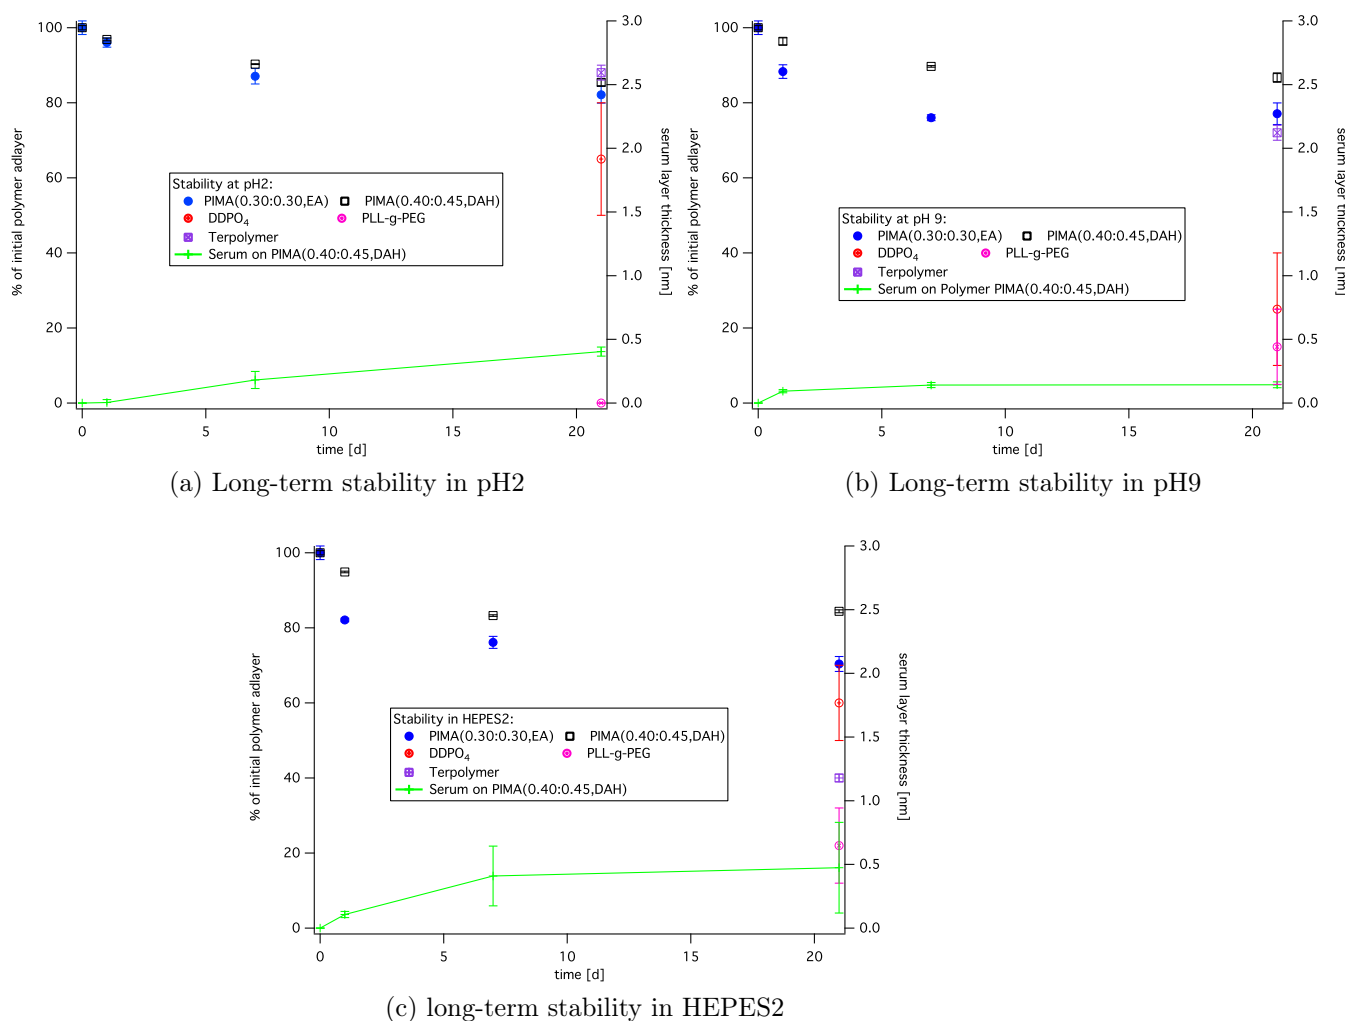 100
80
60
40
20
0
% of initial polymer adlayer
3.0
2.5
2.0
1.5
1.0
0.5
0.0
serum layer thickness [nm]
Stability at pH2:
PIMA(0.30:0.30,EA) PIMA(0.40:0.45,DAH)
DDPO4 PLL-g-PEG
Terpolymer
Serum on PIMA(0.40:0.45,DAH)
0 5 10 15 20
time [d]
(a) Long-term stability in pH2
100
80
60
40
20
0
% of initial polymer adlayer
3.0
2.5
2.0
1.5
1.0
0.5
0.0
serum layer thickness [nm]
Stability at pH 9:
PIMA(0.30:0.30,EA) PIMA(0.40:0.45,DAH)
DDPO4 PLL-g-PEG
Terpolymer
Serum on Polymer PIMA(0.40:0.45,DAH)
0 5 10 15 20
time [d]
(b) Long-term stability in pH9
100
80
60
40
20
0
% of initial polymer adlayer
3.0
2.5
2.0
1.5
1.0
0.5
0.0
serum layer thickness [nm]
Stability in HEPES2:
PIMA(0.30:0.30,EA) PIMA(0.40:0.45,DAH)
DDPO4 PLL-g-PEG
Terpolymer
Serum on PIMA(0.40:0.45,DAH)
0 5 10 15 20
time [d]
(c) long-term stability in HEPES2